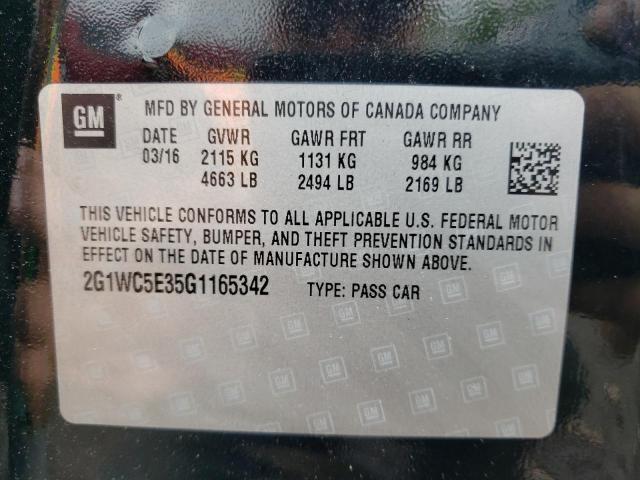 GM ® MFD BY GENERAL MOTORS OF CANADA COMPANY
DATE GVWR GAWR FRT GAWR RR
03/16 2115 KG 1131 KG 984 KG
4663 LB 2494 LB 2169 LB
THIS VEHICLE CONFORMS TO ALL APPLICABLE U.S. FEDERAL MOTOR
VEHICLE SAFETY, BUMPER, AND THEFT PREVENTION STANDARDS IN
EFFECT ON THE DATE OF MANUFACTURE SHOWN ABOVE.
2G1WC5E35G1165342 TYPE: PASS CAR